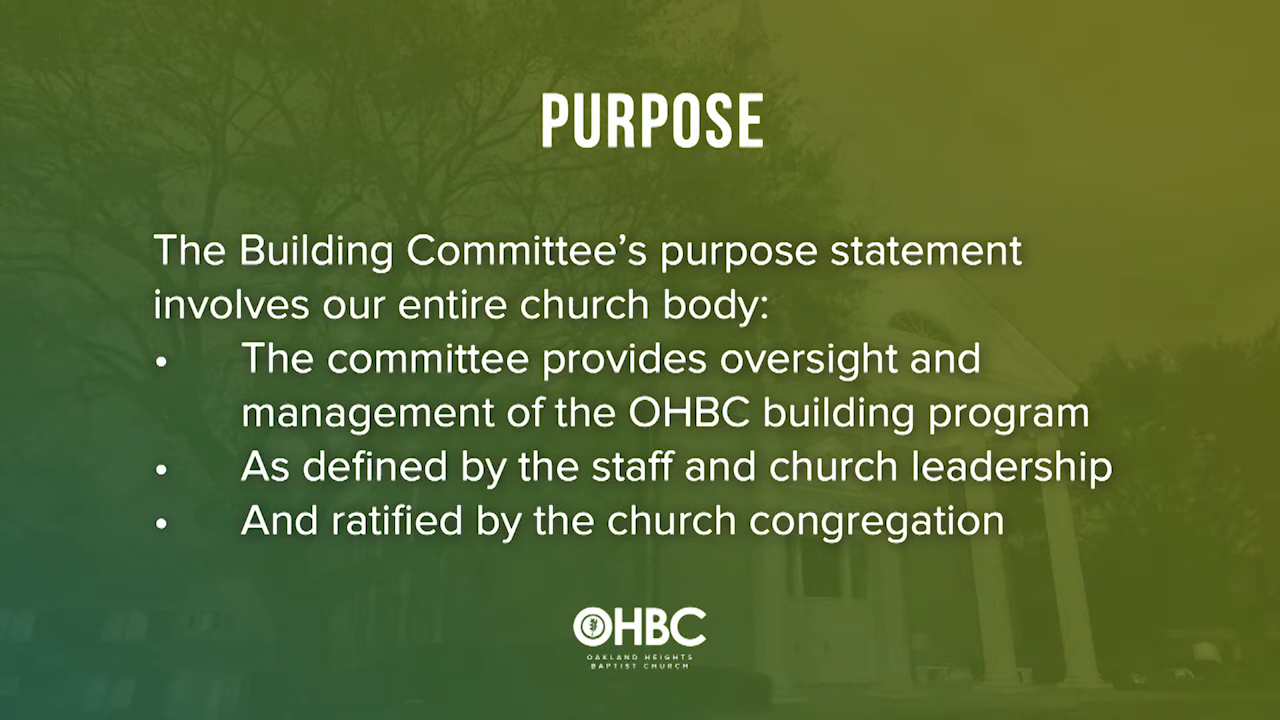 PURPOSE
The Building Committee’s purpose statement
involves our entire church body:
• The committee provides oversight and
management of the OHBC building program
• As defined by the staff and church leadership
• And ratified by the church congregation
OHBC
OAKLAND HEIGHTS
BAPTIST CHURCH